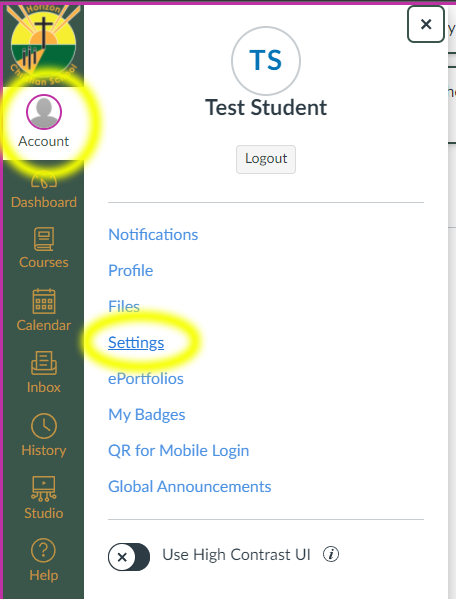 Horizon
Christian School
×
TS
Test Student
Logout
Account
Dashboard
Courses
Calendar
Inbox
History
Studio
Help
Notifications
Profile
Files
Settings
ePortfolios
My Badges
QR for Mobile Login
Global Announcements
Use High Contrast UI